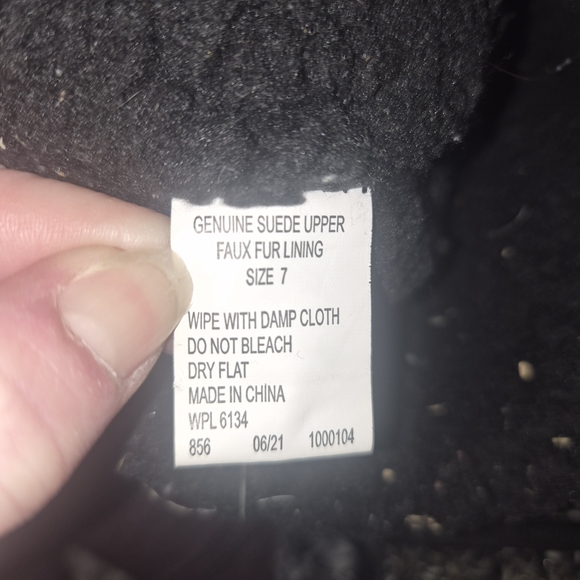 GENUINE SUEDE UPPER
FAUX FUR LINING
SIZE 7
WIPE WITH DAMP CLOTH
DO NOT BLEACH
DRY FLAT
MADE IN CHINA
WPL 6134
856 06/21 1000104